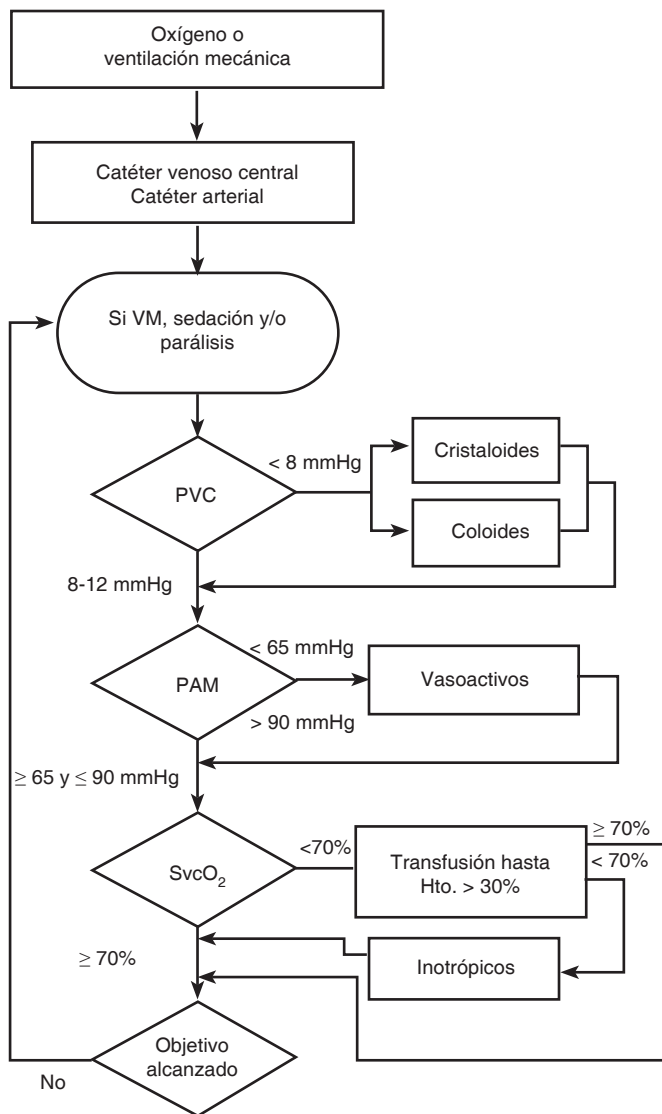 Oxígeno o
ventilación mecánica
Catéter venoso central
Catéter arterial
Si VM, sedación y/o
parálisis
PVC
< 8 mmHg
Cristaloides
Coloides
8-12 mmHg
PAM
< 65 mmHg
> 90 mmHg
Vasoactivos
≥ 65 y ≤ 90 mmHg
SvcO₂
<70%
Transfusión hasta
Hto. > 30%
≥ 70%
< 70%
Inotrópicos
≥ 70%
Objetivo
alcanzado
No